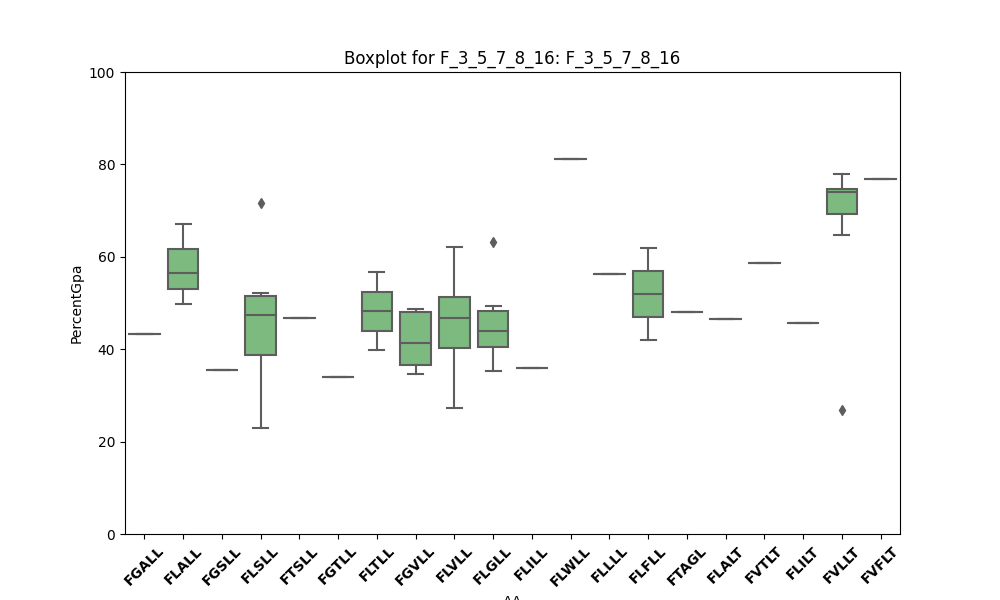 Boxplot for F_3_5_7_8_16: F_3_5_7_8_16
100
80
60
40
20
0
PercentGpa
FGALL FLALL FGSLL FLSLL FTSLL FGTLL FLTLL FGVLL FLVLL FLGLL FLILL FLWLL FLLLL FLFLL FTAGL FLALT FVTLT FLILT FVLLT FVFLT
AA